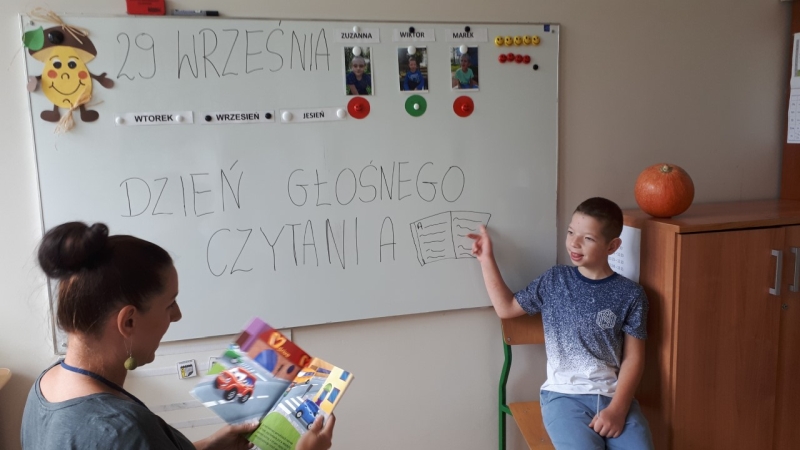 29 WRZEŚNIA
ZUZANNA WIKTOR MAREK
WTOREK WRZESIEŃ JESIEŃ
DZIEŃ GŁOŚNEGO
CZYTANIA